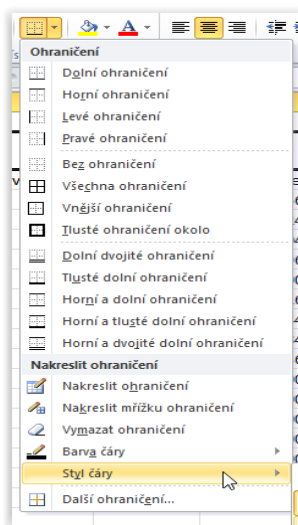 A
Ohraničení
Dolní ohraničení
Horní ohraničení
Levé ohraničení
Pravé ohraničení
Bez ohraničení
Všechna ohraničení
Vnější ohraničení
Tlusté ohraničení okolo
Dolní dvojité ohraničení
Tlusté dolní ohraničení
Horní a dolní ohraničení
Horní a tlusté dolní ohraničení
Horní a dvojité dolní ohraničení
Nakreslit ohraničení
Nakreslit ohraničení
Nakreslit mřížku ohraničení
Vymazat ohraničení
Barva čáry
Styl čáry
Další ohraničení...